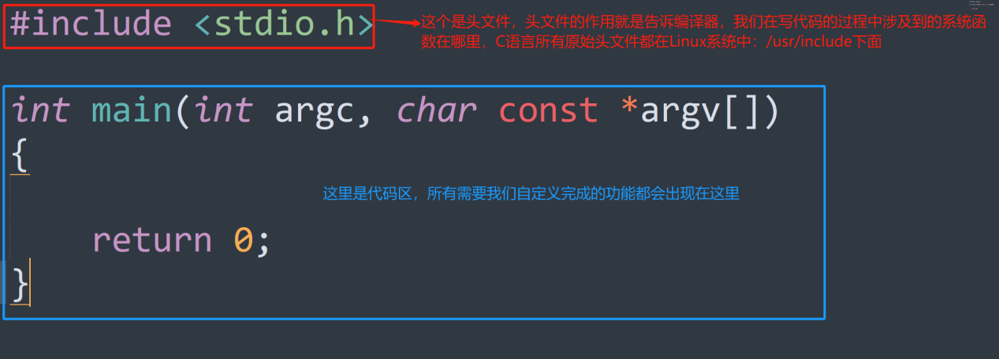 #include <stdio.h>
这个是头文件，头文件的作用就是告诉编译器，我们在写代码的过程中涉及到的系统函
数在哪里，C语言所有原始头文件都在Linux系统中：/usr/include下面
int main(int argc, char const *argv[])
{
这里是代码区，所有需要我们自定义完成的功能都会出现在这里
return 0;
}